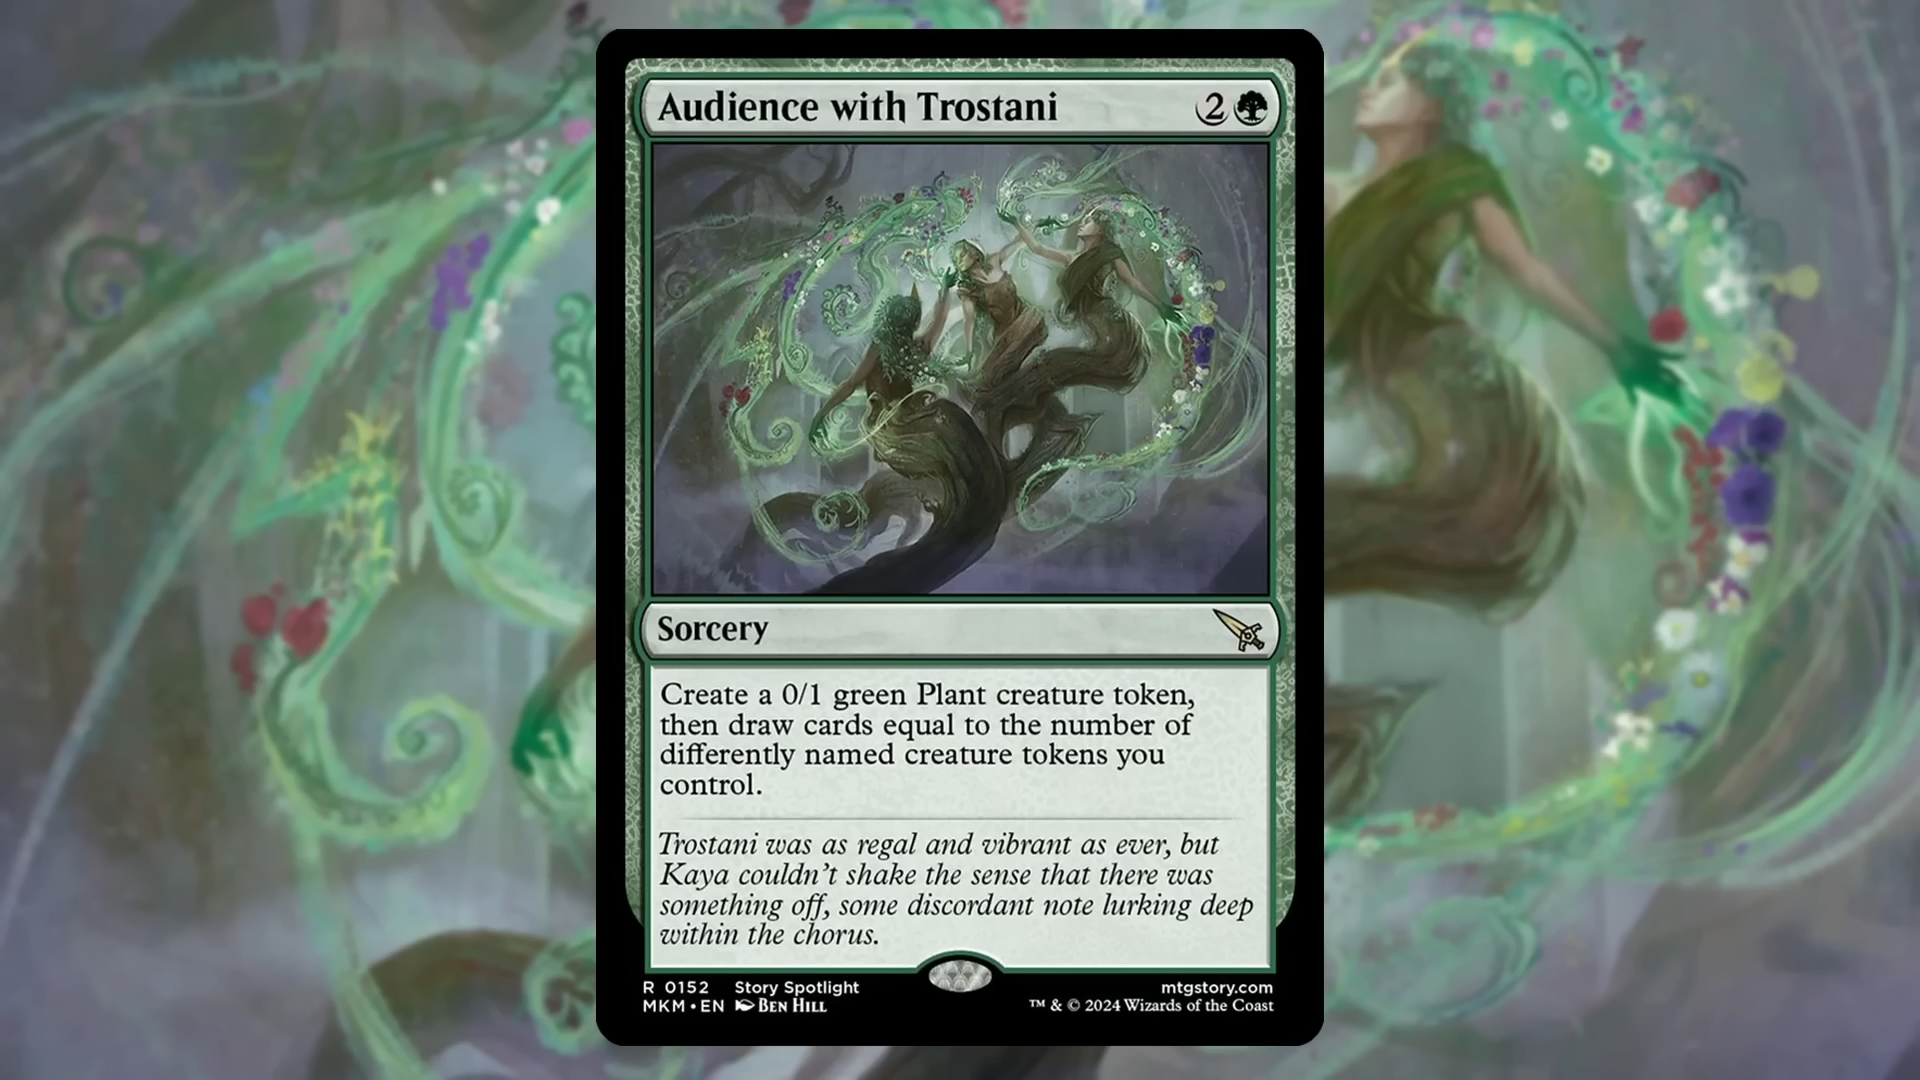 Audience with Trostani 2
Sorcery
Create a 0/1 green Plant creature token,
then draw cards equal to the number of
differently named creature tokens you
control.
Trostani was as regal and vibrant as ever, but
Kaya couldn't shake the sense that there was
something off, some discordant note lurking deep
within the chorus.
R 0152 Story Spotlight mtgstory.com
MKM • EN BEN HILL ™ & © 2024 Wizards of the Coast